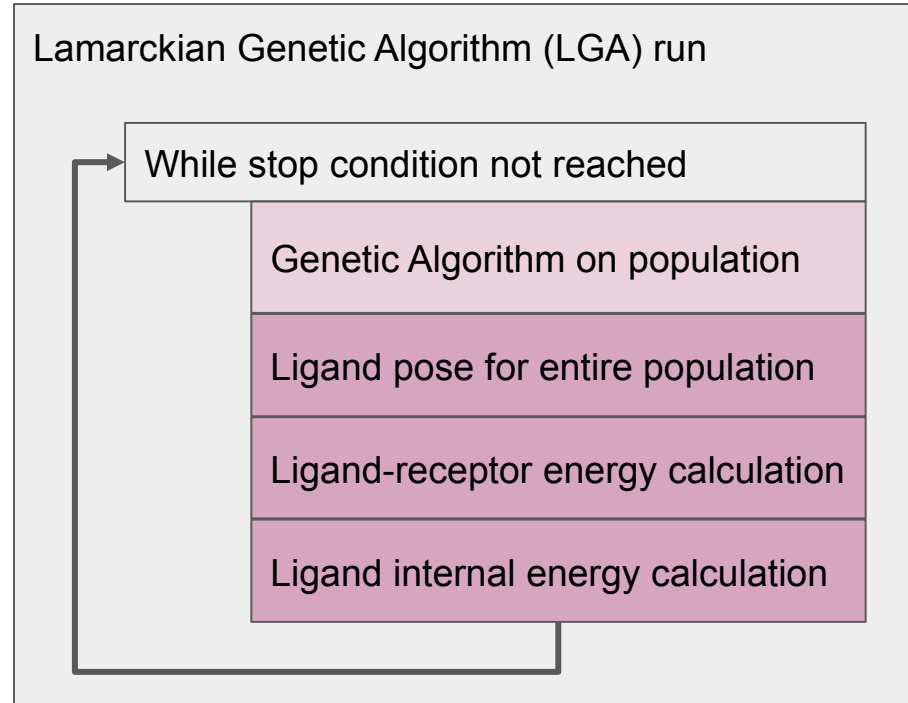 Lamarckian Genetic Algorithm (LGA) run
While stop condition not reached
Genetic Algorithm on population
Ligand pose for entire population
Ligand-receptor energy calculation
Ligand internal energy calculation